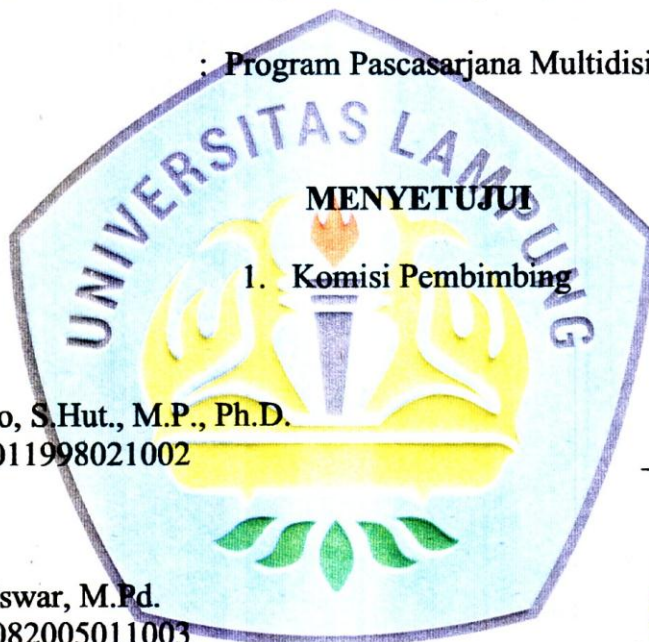 : Program Pascasarjana Multidisi
UNIVERSITAS LAMPUNG
MENYETUJUI
1. Komisi Pembimbing
o, S.Hut., M.P., Ph.D.
011998021002
swar, M.Pd.
082005011003